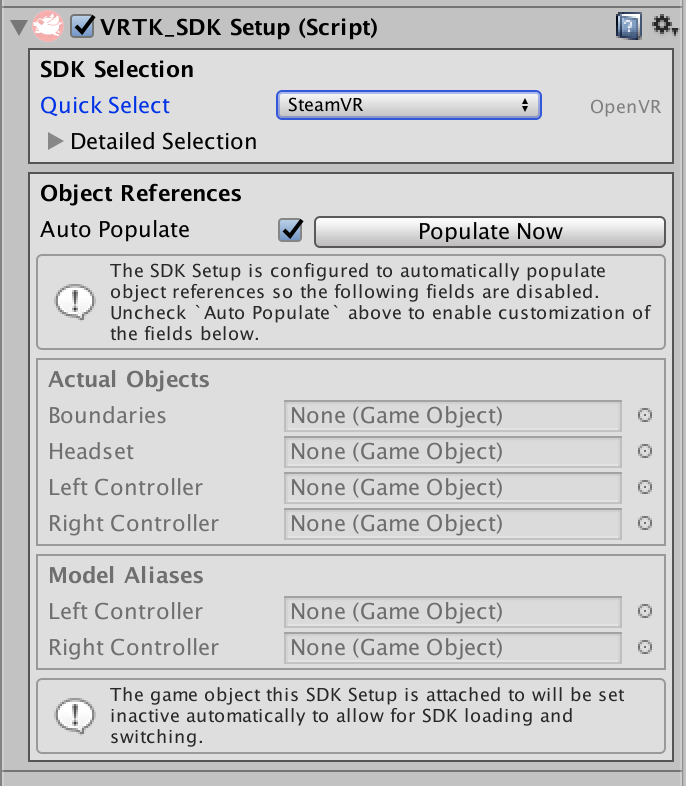 VRTK_SDK Setup (Script)
SDK Selection
Quick Select SteamVR OpenVR
Detailed Selection
Object References
Auto Populate Populate Now
The SDK Setup is configured to automatically populate
object references so the following fields are disabled.
Uncheck `Auto Populate` above to enable customization of
the fields below.
Actual Objects
Boundaries None (Game Object)
Headset None (Game Object)
Left Controller None (Game Object)
Right Controller None (Game Object)
Model Aliases
Left Controller None (Game Object)
Right Controller None (Game Object)
The game object this SDK Setup is attached to will be set
inactive automatically to allow for SDK loading and
switching.